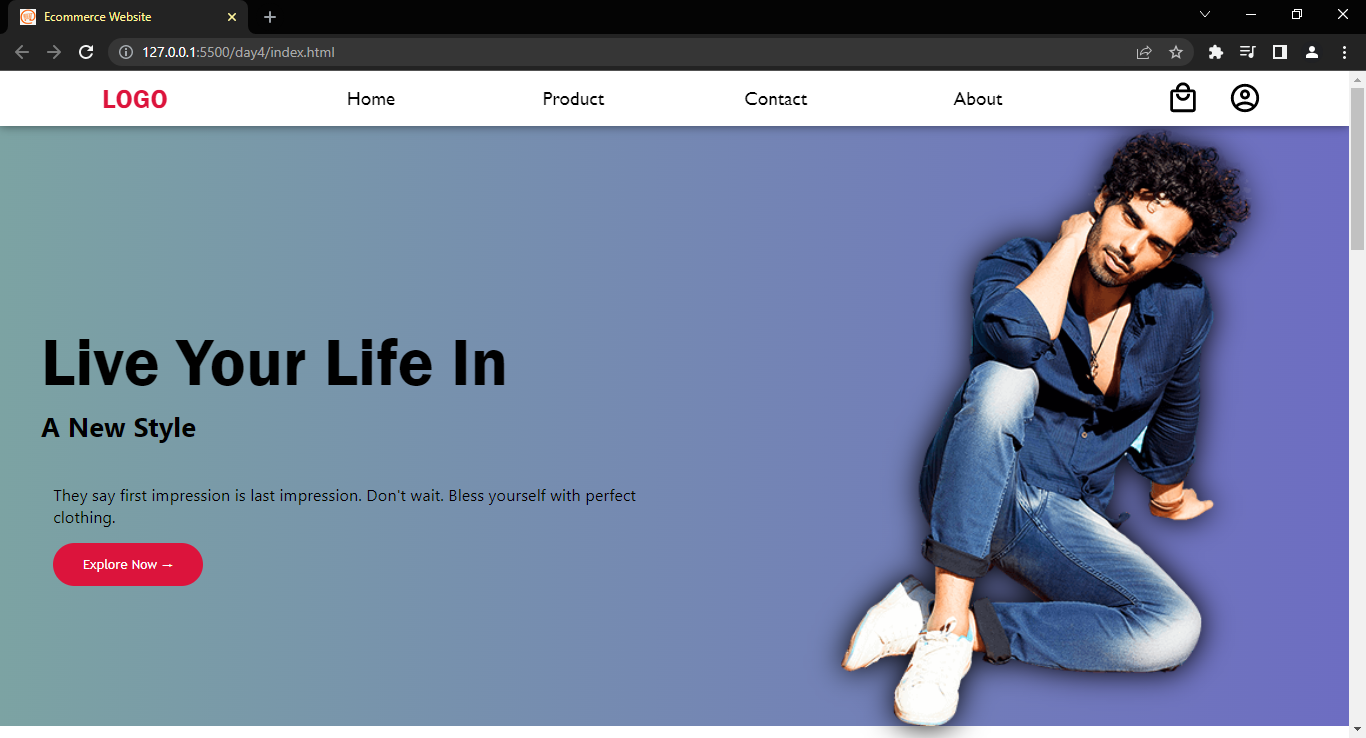 Ecommerce Website
127.0.0.1:5500/day4/index.html
LOGO Home Product Contact About
Live Your Life In
A New Style
They say first impression is last impression. Don't wait. Bless yourself with perfect
clothing.
Explore Now →